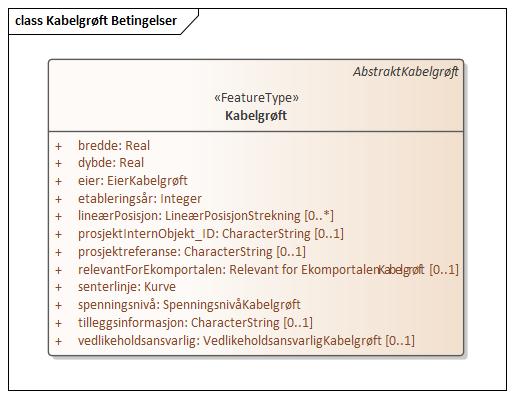 class Kabelgrøft Betingelser
AbstraktKabelgrøft
«FeatureType»
Kabelgrøft
+ bredde: Real
+ dybde: Real
+ eier: EierKabelgrøft
+ etableringsår: Integer
+ lineærPosisjon: LineærPosisjonStrekning [0..*]
+ prosjektInternObjekt_ID: CharacterString [0..1]
+ prosjektreferanse: CharacterString [0..1]
+ relevantForEkomportalen: Relevant for Ekomportalen Kabelgrøft [0..1]
+ senterlinje: Kurve
+ spenningsnivå: SpenningsnivåKabelgrøft
+ tilleggsinformasjon: CharacterString [0..1]
+ vedlikeholdsansvarlig: VedlikeholdsansvarligKabelgrøft [0..1]